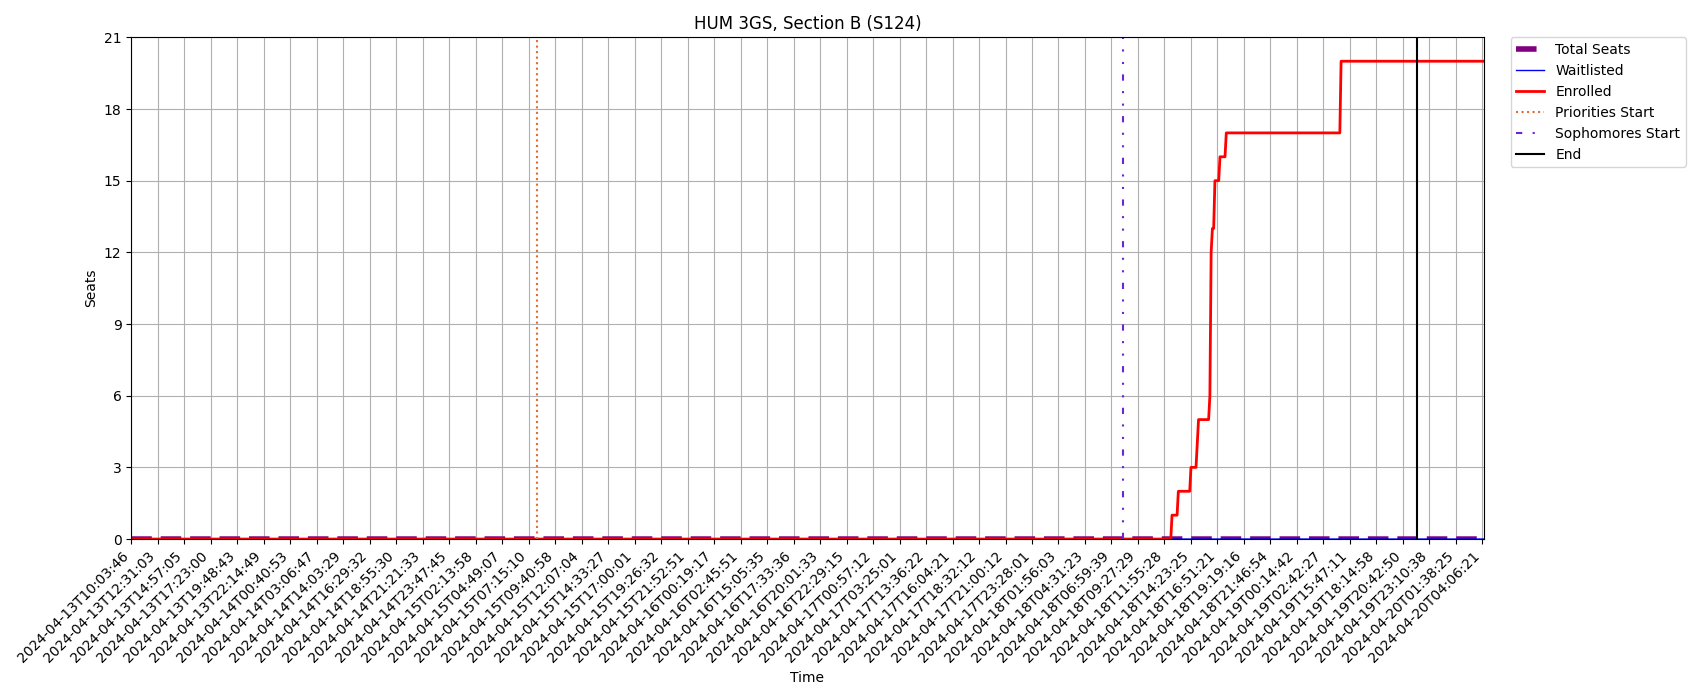 HUM 3GS, Section B (S124)
21
18
15
12
9
6
3
0
Seats
2024-04-13T10:03:46
2024-04-13T12:31:03
2024-04-13T14:57:05
2024-04-13T17:23:00
2024-04-13T19:48:43
2024-04-13T22:14:49
2024-04-14T00:40:53
2024-04-14T03:06:47
2024-04-14T14:03:29
2024-04-14T16:29:32
2024-04-14T18:55:30
2024-04-14T21:21:33
2024-04-14T23:47:45
2024-04-15T02:13:58
2024-04-15T04:49:07
2024-04-15T07:15:10
2024-04-15T09:40:58
2024-04-15T12:07:04
2024-04-15T14:33:27
2024-04-15T17:00:01
2024-04-15T19:26:32
2024-04-15T21:52:51
2024-04-16T00:19:17
2024-04-16T02:45:51
2024-04-16T15:05:35
2024-04-16T17:33:36
2024-04-16T20:01:33
2024-04-16T22:29:15
2024-04-17T00:57:12
2024-04-17T03:25:01
2024-04-17T13:36:22
2024-04-17T16:04:21
2024-04-17T18:32:12
2024-04-17T21:00:12
2024-04-17T23:28:01
2024-04-18T01:56:03
2024-04-18T04:31:23
2024-04-18T06:59:39
2024-04-18T09:27:29
2024-04-18T11:55:28
2024-04-18T14:23:25
2024-04-18T16:51:21
2024-04-18T19:19:16
2024-04-18T21:46:54
2024-04-19T00:14:42
2024-04-19T02:42:27
2024-04-19T15:47:11
2024-04-19T18:14:58
2024-04-19T20:42:50
2024-04-19T23:10:38
2024-04-20T01:38:25
2024-04-20T04:06:21
Time
Total Seats
Waitlisted
Enrolled
Priorities Start
Sophomores Start
End